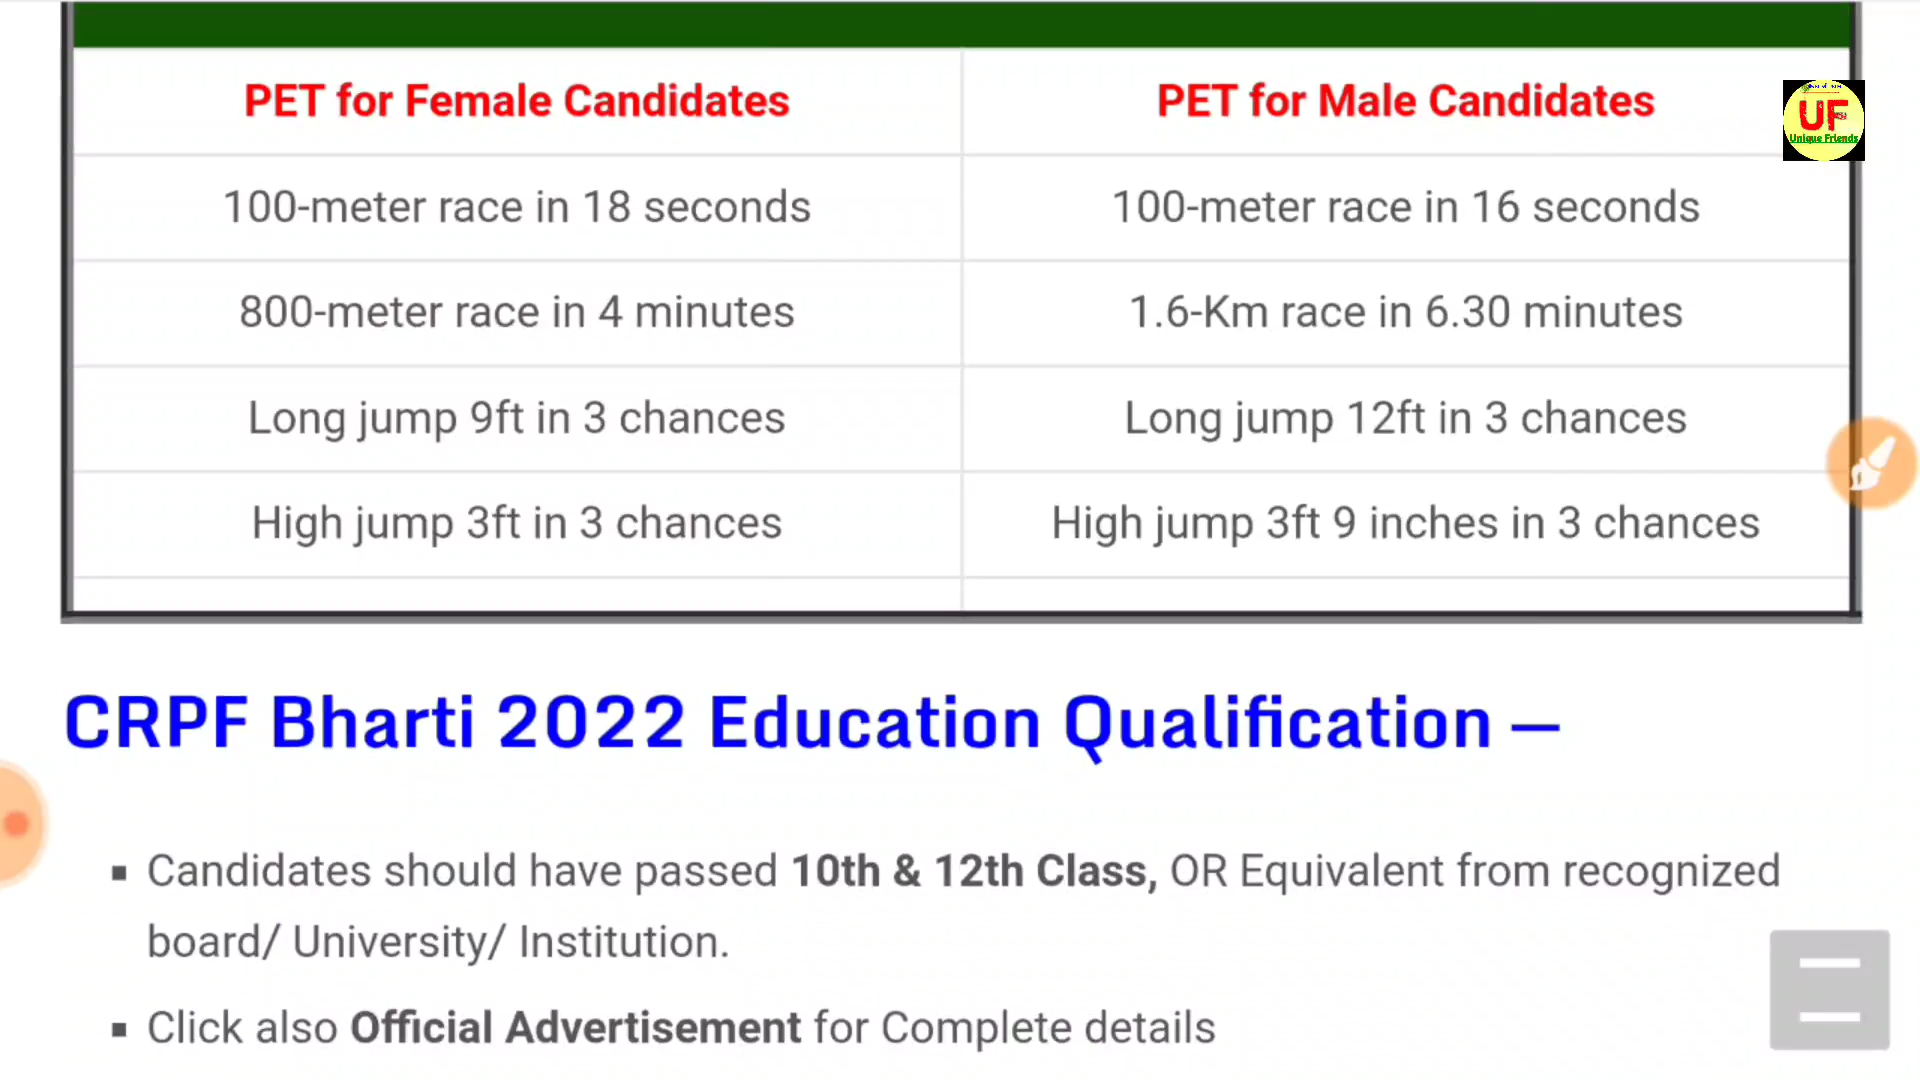 PET for Female Candidates PET for Male Candidates
100-meter race in 18 seconds 100-meter race in 16 seconds
800-meter race in 4 minutes 1.6-Km race in 6.30 minutes
Long jump 9ft in 3 chances Long jump 12ft in 3 chances
High jump 3ft in 3 chances High jump 3ft 9 inches in 3 chances
UF
Unique Friends
CRPF Bharti 2022 Education Qualification —
▪ Candidates should have passed 10th & 12th Class, OR Equivalent from recognized
board/ University/ Institution.
▪ Click also Official Advertisement for Complete details